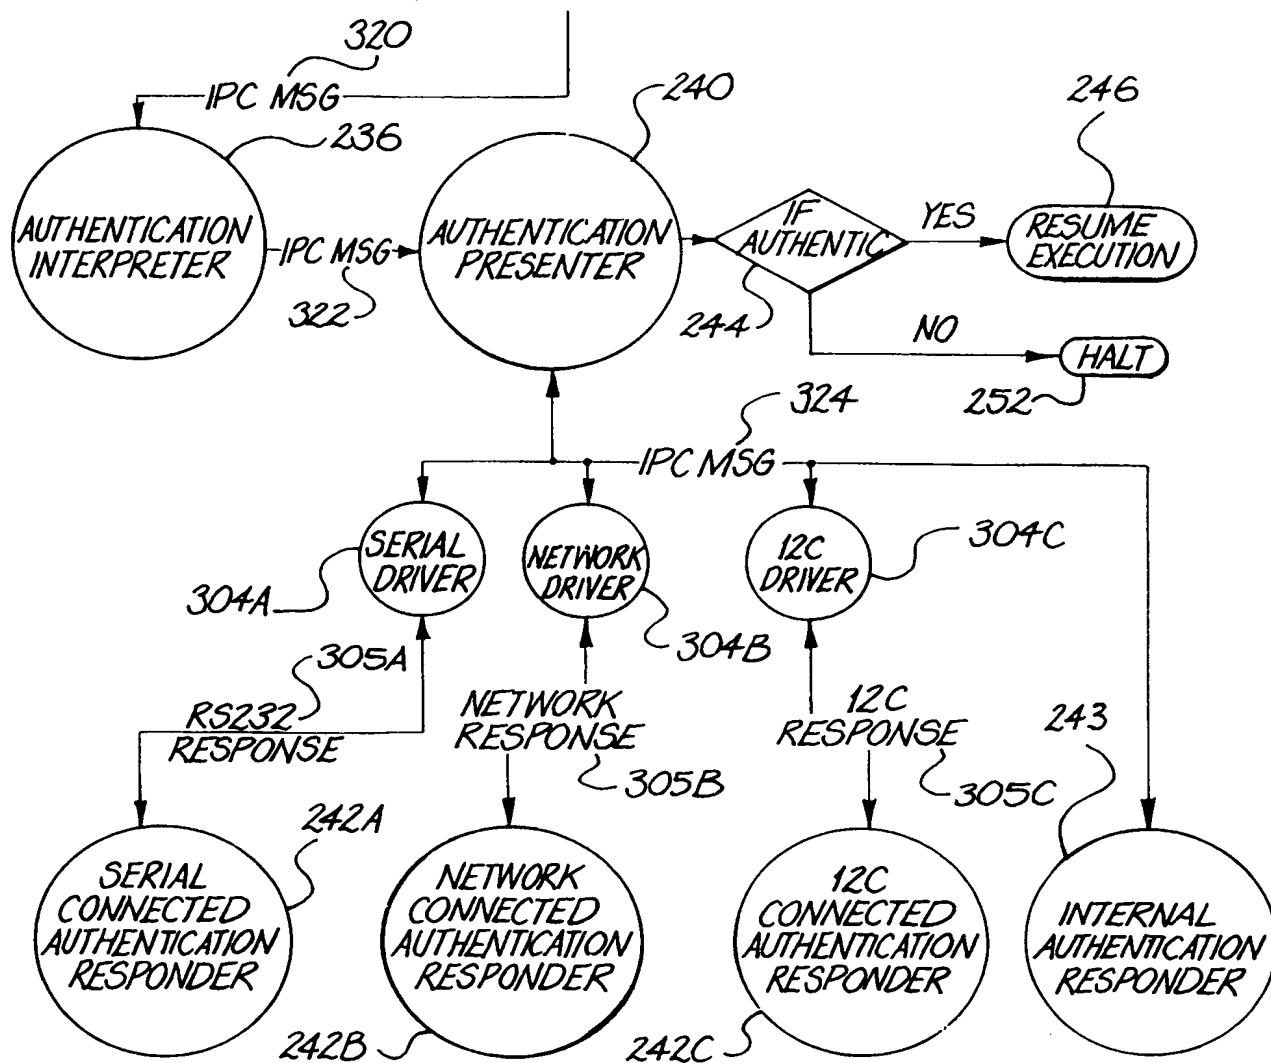 320
IPC MSG
236
240
246
AUTHENTICATION
INTERPRETER
IPC MSG
322
AUTHENTICATION
PRESENTER
IF
AUTHENTIC
244
YES
RESUME
EXECUTION
NO
HALT
252
324
IPC MSG
SERIAL
DRIVER
304A
NETWORK
DRIVER
304B
12C
DRIVER
304C
305A
RS232
RESPONSE
NETWORK
RESPONSE
305B
12C
RESPONSE
305C
243
242A
SERIAL
CONNECTED
AUTHENTICATION
RESPONDER
NETWORK
CONNECTED
AUTHENTICATION
RESPONDER
242B
12C
CONNECTED
AUTHENTICATION
RESPONDER
242C
INTERNAL
AUTHENTICATION
RESPONDER